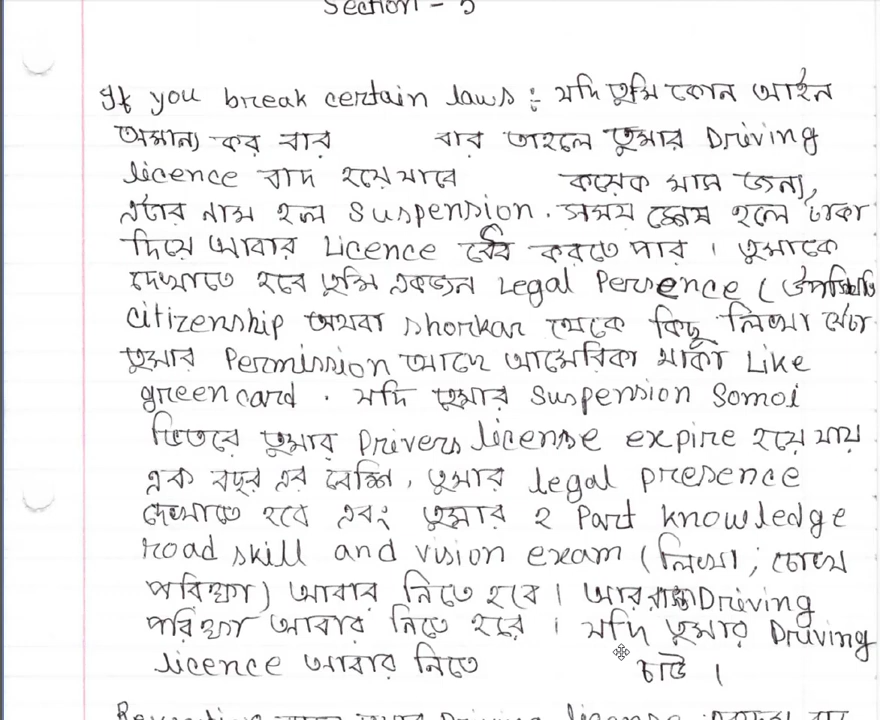 Section - 5
If you break certain laws : যদি তুমি কোন আইন
অমান্য কর বার বার তাহলে তুমার Driving
licence বাদ হয়ে যাবে কয়েক মাস জন্য,
এটার নাম হল Suspension. সময় শেষ হলে টাকা
দিয়ে আবার Licence বৈধ করতে পার । তুমাকে
দেখাতে হবে তুমি একজন Legal Persence (উপস্থিতি
citizenship অথবা shorkar থেকে কিছু লিখা যেটা
তুমার Permission আছে আমেরিকা থাকা Like
green card . যদি তুমার suspension Somoi
ভিতরে তুমার Drivers license expire হয়ে যায়
এক বছর এর বেশি, তুমার legal presence
দেখাতে হবে এবং তুমার ২ Part knowledge
road skill and vision exam (লিখা ; চোখে
পরিক্ষা) আবার নিতে হবে । আর Driving
পরিক্ষা আবার নিতে হবে । যদি তুমার Driving
licence আবার নিতে চাও ।